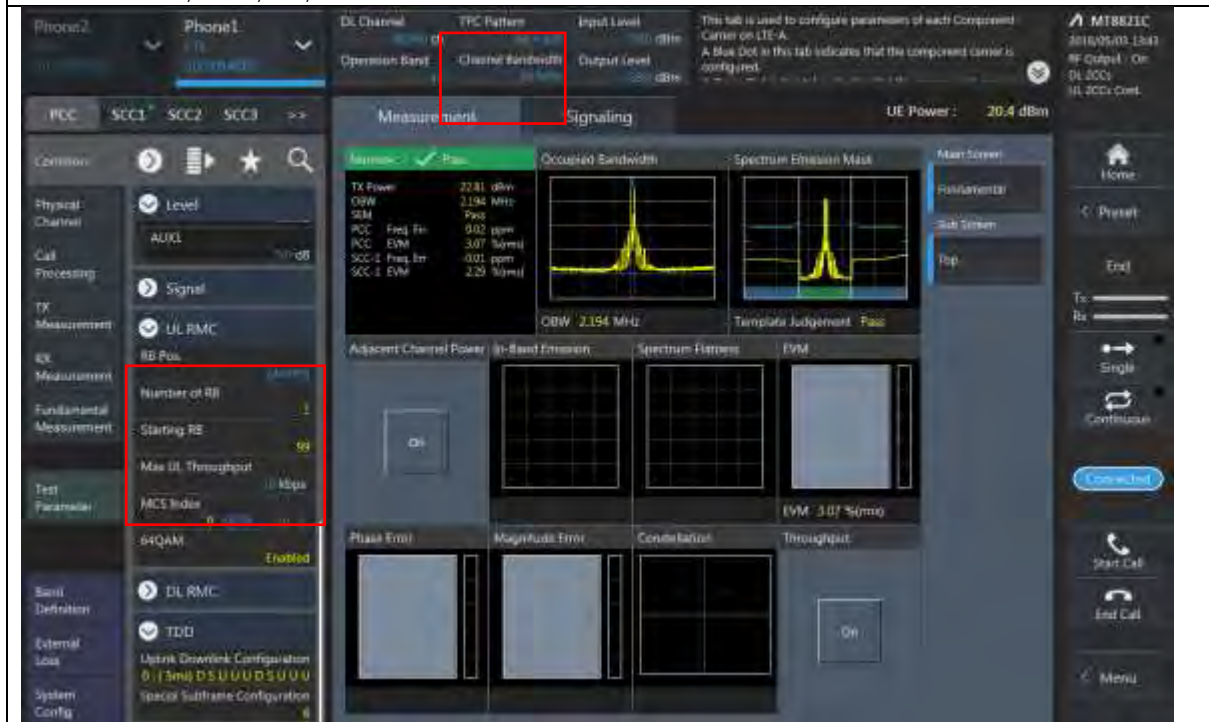 Phone2
Phone1
LTE
DL Channel
TPC Pattern
Input Level
dBm
Operation Band
Channel Bandwidth
Output Level
dBm
This tab is used to configure parameters of each Component
Carrier on LTE-A.
A Blue Dot in this tab indicates that the component carrier is
configured.
MT8821C
2018/05/03 13:43
RF Output : On
DL 2CCs
UL 2CCs Cont.
PCC SCC1 SCC2 SCC3 >>
Measurement
Signaling
UE Power : 20.4 dBm
Common
Physical
Channel
Call
Processing
TX
Measurement
RX
Measurement
Fundamental
Measurement
Test
Parameter
Band
Definition
External
Loss
System
Config
Level
AUX1
dB
Signal
UL RMC
RB Pos.
Number of RB
1
Starting RB
99
Max UL Throughput
kbps
MCS Index
0
64QAM
Enabled
DL RMC
TDD
Uplink Downlink Configuration
0 : ( 5ms) D S U U U D S U U U
Special Subframe Configuration
6
Pass
TX Power 22.81 dBm
OBW 2.194 MHz
SEM Pass
PCC Freq. Err 0.02 ppm
PCC EVM 3.07 %(rms)
SCC-1 Freq. Err -0.01 ppm
SCC-1 EVM 2.29 %(rms)
Occupied Bandwidth
OBW 2.194 MHz
Spectrum Emission Mask
Template Judgement Pass
Adjacent Channel Power
On
In-Band Emission
Spectrum Flatness
EVM
EVM 3.07 %(rms)
Phase Error
Magnitude Error
Constellation
Throughput
On
Main Screen
Fundamental
Sub Screen
Top
Home
< Preset
End
Tx
Rx
Single
Continuous
Connected
Start Call
End Call
< Menu